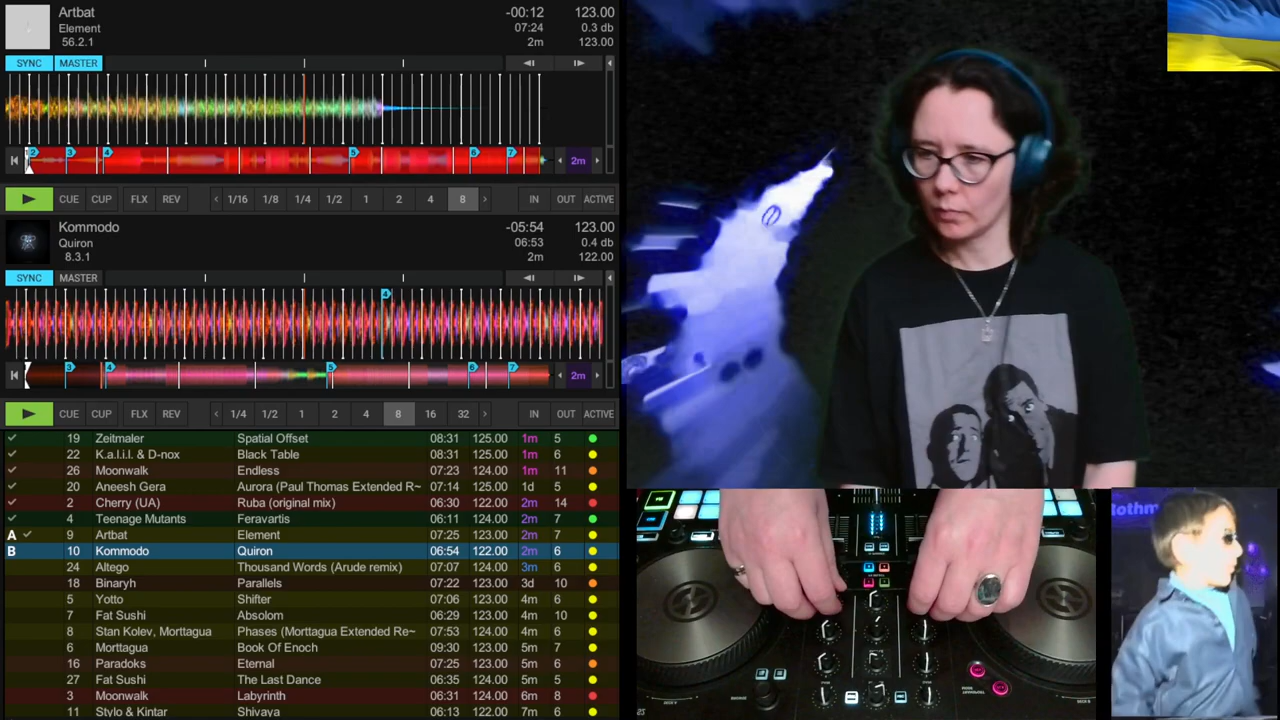 Artbat -00:12 123.00
Element 07:24 0.3 db
56.2.1 2m 123.00
SYNC MASTER
2 3 4 5 6 7 2m
CUE CUP FLX REV 1/16 1/8 1/4 1/2 1 2 4 8 IN OUT ACTIVE
Kommodo -05:54 123.00
Quiron 06:53 0.4 db
8.3.1 2m 122.00
SYNC MASTER
4
3 4 5 6 7 2m
CUE CUP FLX REV 1/4 1/2 1 2 4 8 16 32 IN OUT ACTIVE
19 Zeitmaler Spatial Offset 08:31 125.00 1m 5
22 K.a.l.i.l. & D-nox Black Table 08:31 125.00 1m 6
26 Moonwalk Endless 07:23 124.00 1m 11
20 Aneesh Gera Aurora (Paul Thomas Extended R~ 07:14 125.00 1d 5
2 Cherry (UA) Ruba (original mix) 06:30 122.00 2m 14
4 Teenage Mutants Feravartis 06:11 124.00 2m 7
A 9 Artbat Element 07:25 123.00 2m 7
B 10 Kommodo Quiron 06:54 122.00 2m 6
24 Altego Thousand Words (Arude remix) 07:07 124.00 3m 6
18 Binaryh Parallels 07:22 123.00 3d 10
5 Yotto Shifter 07:06 123.00 4m 6
7 Fat Sushi Absolom 06:29 123.00 4m 10
8 Stan Kolev, Morttagua Phases (Morttagua Extended Re~ 07:53 124.00 4m 6
6 Morttagua Book Of Enoch 09:30 123.00 5m 7
16 Paradoks Eternal 07:25 123.00 5m 6
27 Fat Sushi The Last Dance 06:35 124.00 5m 5
3 Moonwalk Labyrinth 06:31 124.00 6m 8
11 Stylo & Kintar Shivaya 06:13 122.00 7m 6